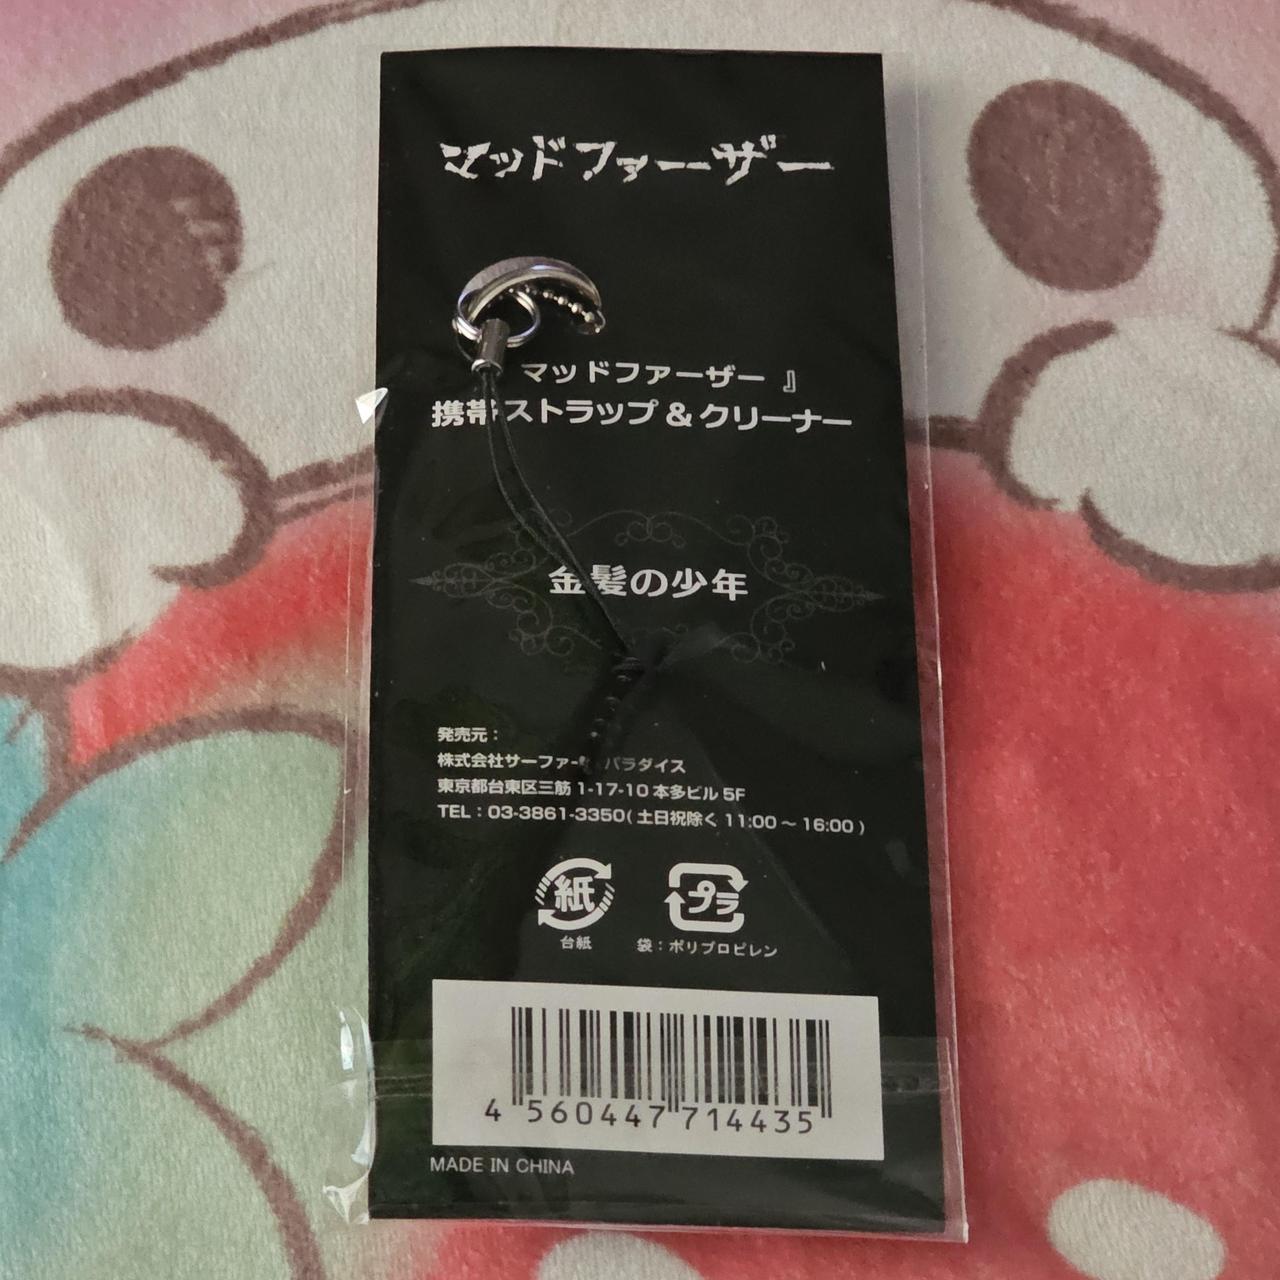 マッドファーザー
マッドファーザー 』
携帯ストラップ & クリーナー
金髪の少年
発売元：
株式会社サーファー パラダイス
東京都台東区三筋 1-17-10 本多ビル 5F
TEL：03-3861-3350( 土日祝除く 11:00 ～ 16:00 )
紙 プラ
台紙 袋：ポリプロピレン
4 560447 714435
MADE IN CHINA